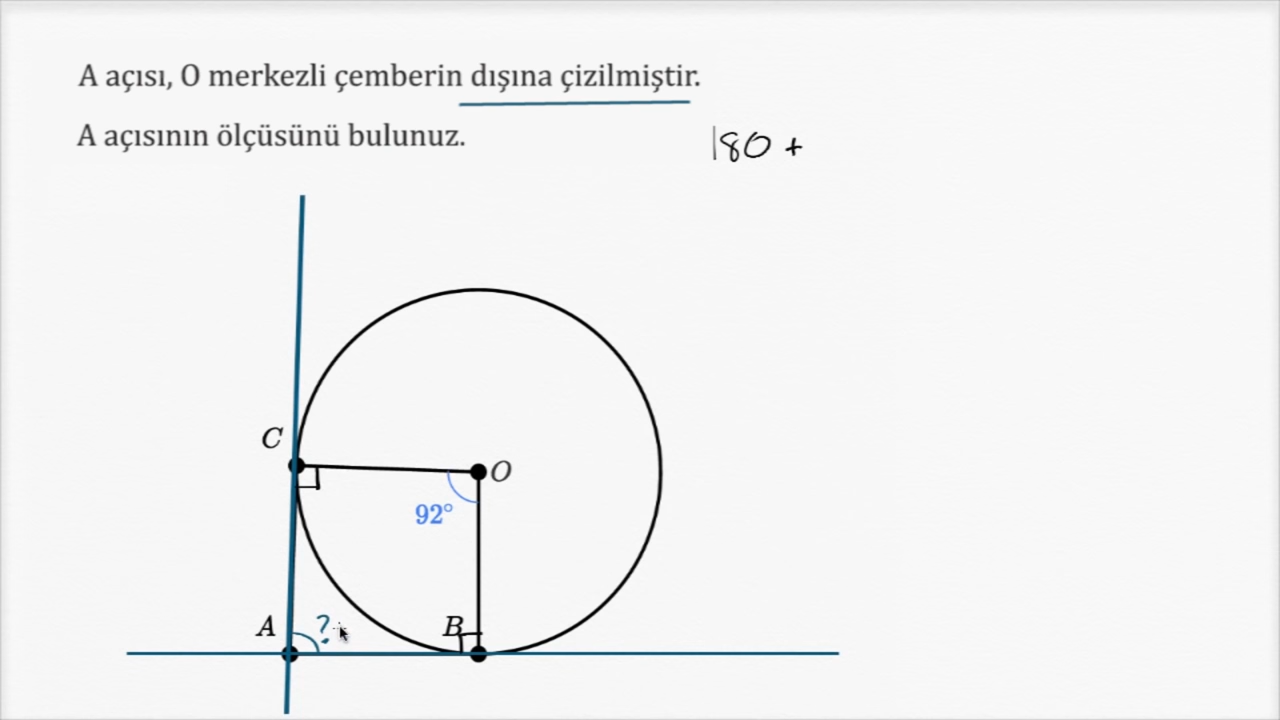 A açısı, O merkezli çemberin dışına çizilmiştir.
A açısının ölçüsünü bulunuz.
180 +
C
O
92°
A
?
B